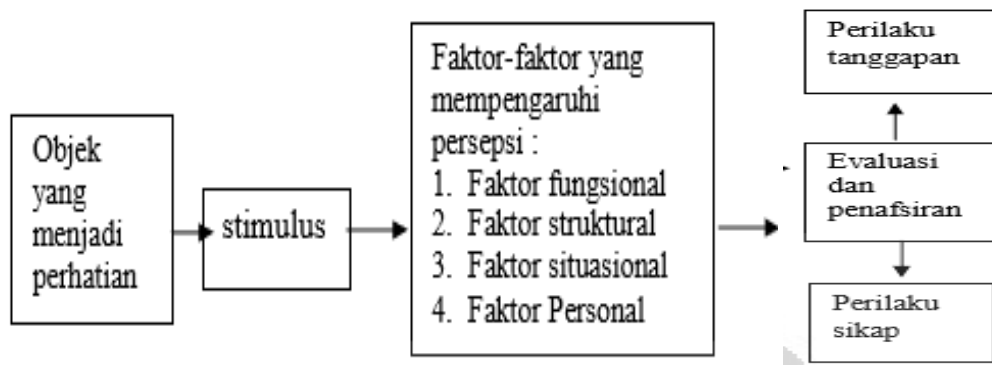 Objek
yang
menjadi
perhatian
stimulus
Faktor-faktor yang
mempengaruhi
persepsi :
1. Faktor fungsional
2. Faktor struktural
3. Faktor situasional
4. Faktor Personal
Perilaku
tanggapan
Evaluasi
dan
penafsiran
Perilaku
sikap